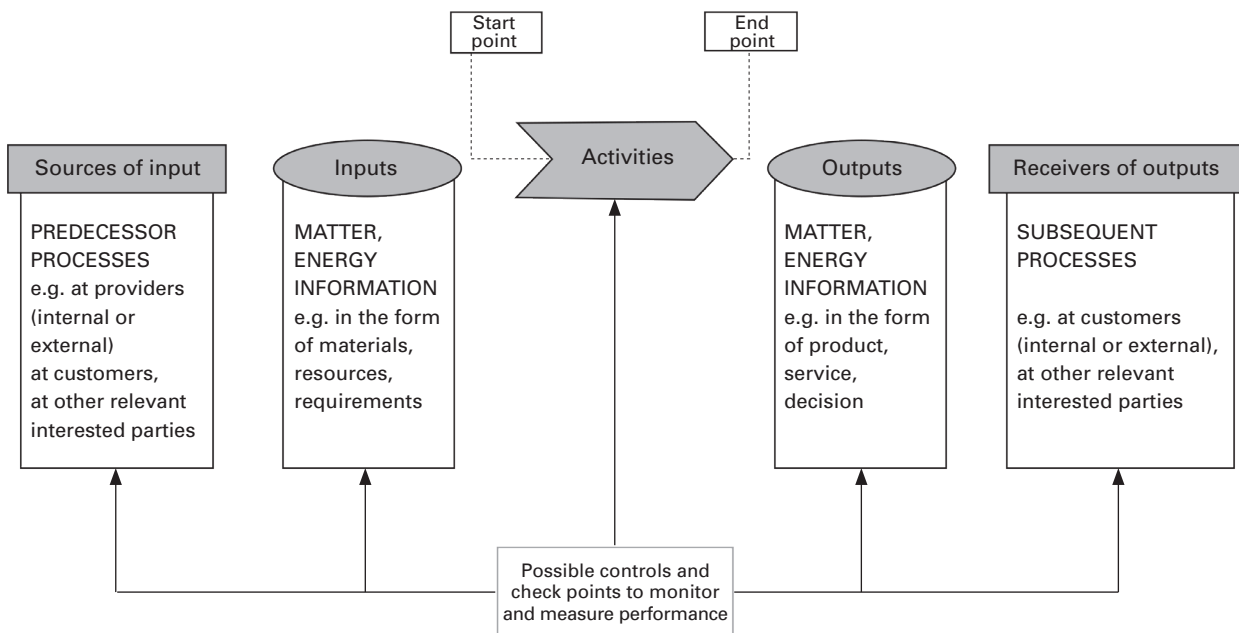 Start
point
End
point
Sources of input
Inputs
Activities
Outputs
Receivers of outputs
PREDECESSOR
PROCESSES
e.g. at providers
(internal or
external)
at customers,
at other relevant
interested parties
MATTER,
ENERGY
INFORMATION
e.g. in the form
of materials,
resources,
requirements
MATTER,
ENERGY
INFORMATION
e.g. in the form
of product,
service,
decision
SUBSEQUENT
PROCESSES
e.g. at customers
(internal or external),
at other relevant
interested parties
Possible controls and
check points to monitor
and measure performance